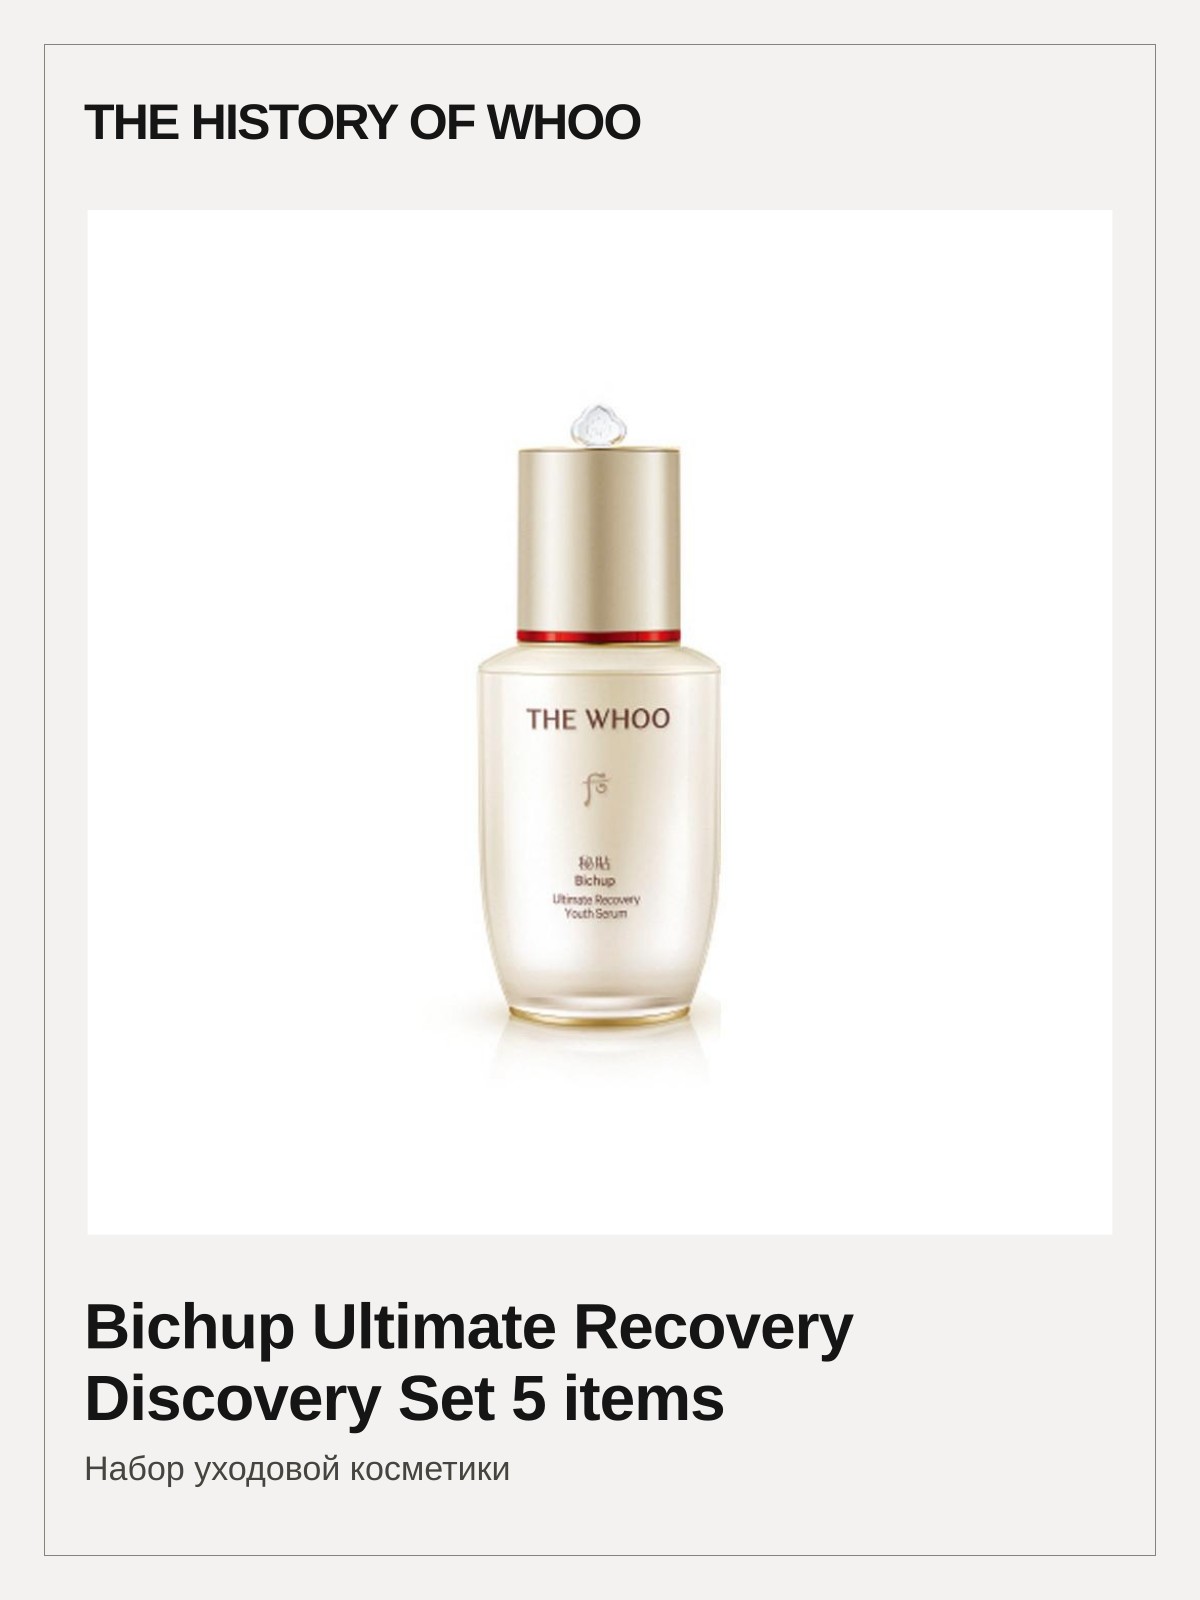 THE HISTORY OF WHOO
THE WHOO
秘貼
Bichup
Ultimate Recovery
Youth Serum
Bichup Ultimate Recovery
Discovery Set 5 items
Набор уходовой косметики